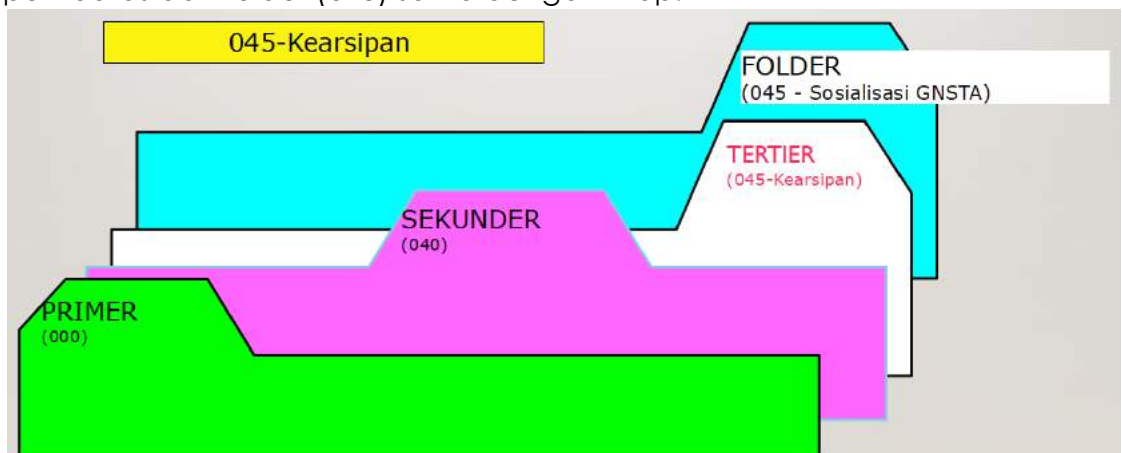 045-Kearsipan
FOLDER
(045 - Sosialisasi GNSTA)
TERTIER
(045-Kearsipan)
SEKUNDER
(040)
PRIMER
(000)